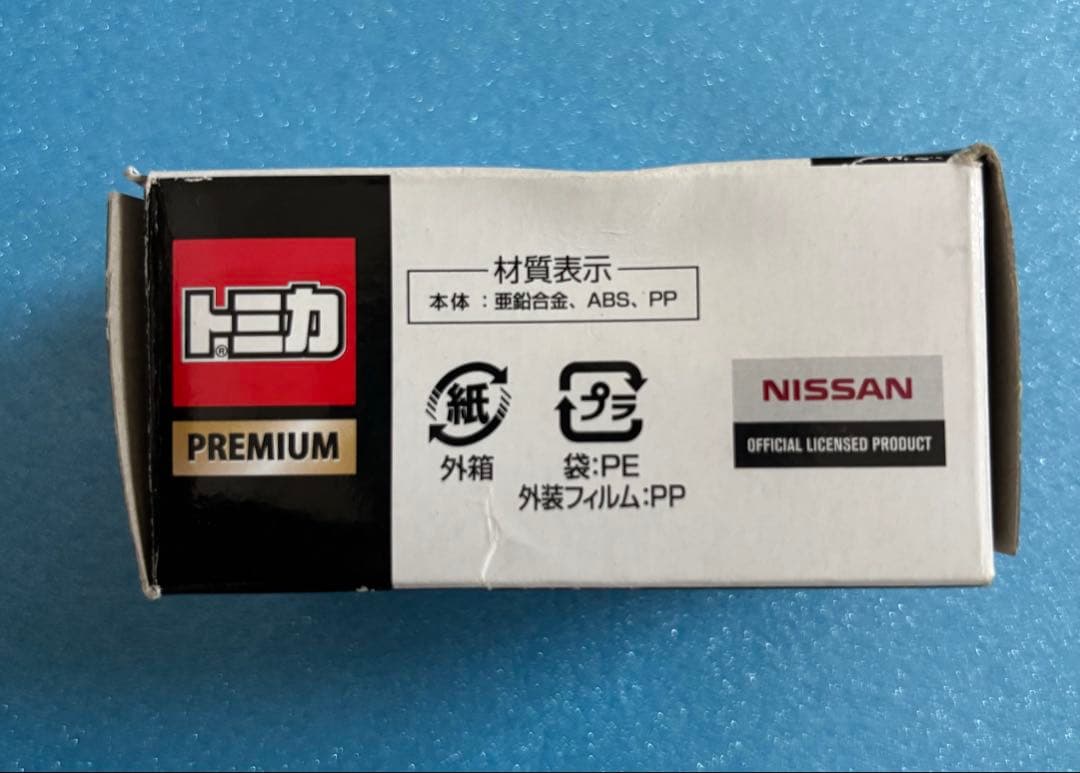 トミカ®
PREMIUM
材質表示
本体：亜鉛合金、ABS、PP
紙
外箱
プラ
袋：PE
外装フィルム：PP
NISSAN
OFFICIAL LICENSED PRODUCT